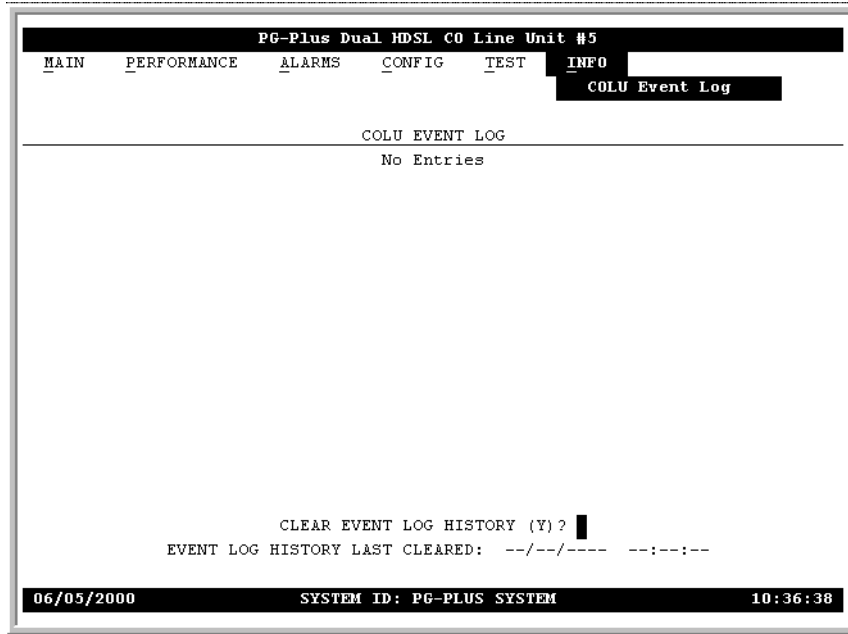 PG-Plus Dual HDSL CO Line Unit #5
MAIN PERFORMANCE ALARMS CONFIG TEST INFO
COLU Event Log
COLU EVENT LOG
No Entries
CLEAR EVENT LOG HISTORY (Y)?
EVENT LOG HISTORY LAST CLEARED: --/--/---- --:--:--
06/05/2000 SYSTEM ID: PG-PLUS SYSTEM 10:36:38